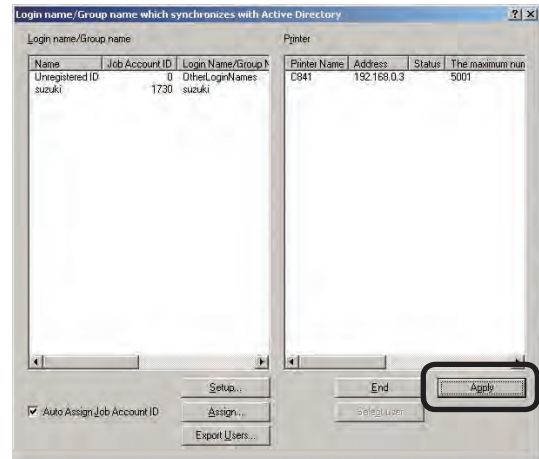 Login name/Group name which synchronizes with Active Directory
Login name/Group name
Printer
Name Job Account ID Login Name/Group N
Unregistered ID 0 OtherLoginNames
suzuki 1730 suzuki
Printer Name Address Status The maximum num
C841 192.168.0.3 5001
Setup...
End
Apply
Auto Assign Job Account ID
Assign...
Export Users...